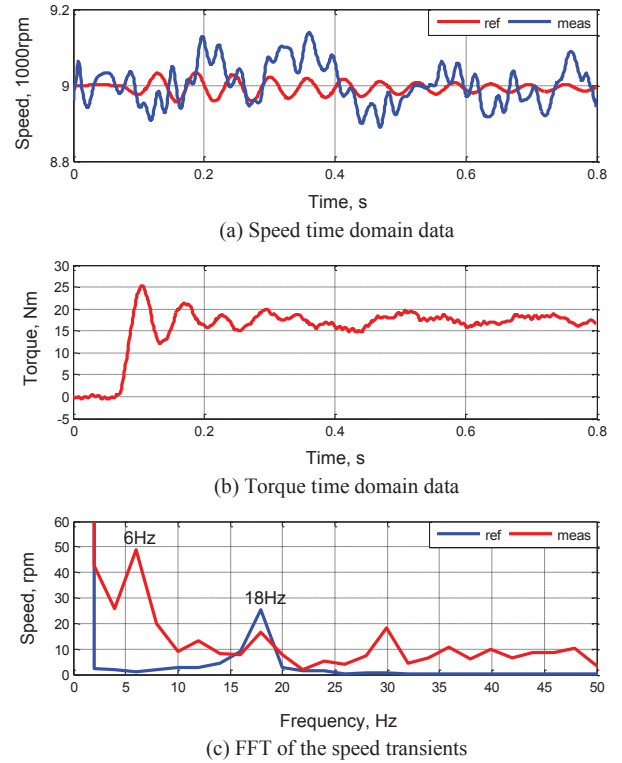 9.2
ref meas
9
8.8
Speed, 1000rpm
0 0.2 0.4 0.6 0.8
Time, s
(a) Speed time domain data
30
25
20
15
10
5
0
-5
Torque, Nm
0 0.2 0.4 0.6 0.8
Time, s
(b) Torque time domain data
60
50
40
30
20
10
0
Speed, rpm
6Hz
18Hz
ref meas
0 5 10 15 20 25 30 35 40 45 50
Frequency, Hz
(c) FFT of the speed transients